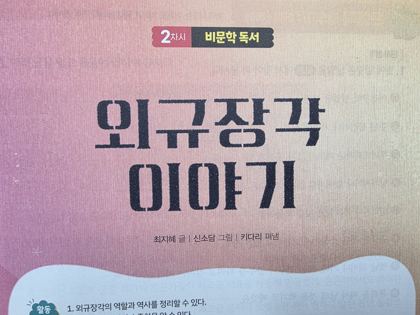 2차시 비문학 독서
외규장각
이야기
최지혜 글 | 신소담 그림 | 키다리 펴냄
활동
1. 외규장각의 역할과 역사를 정리할 수 있다.